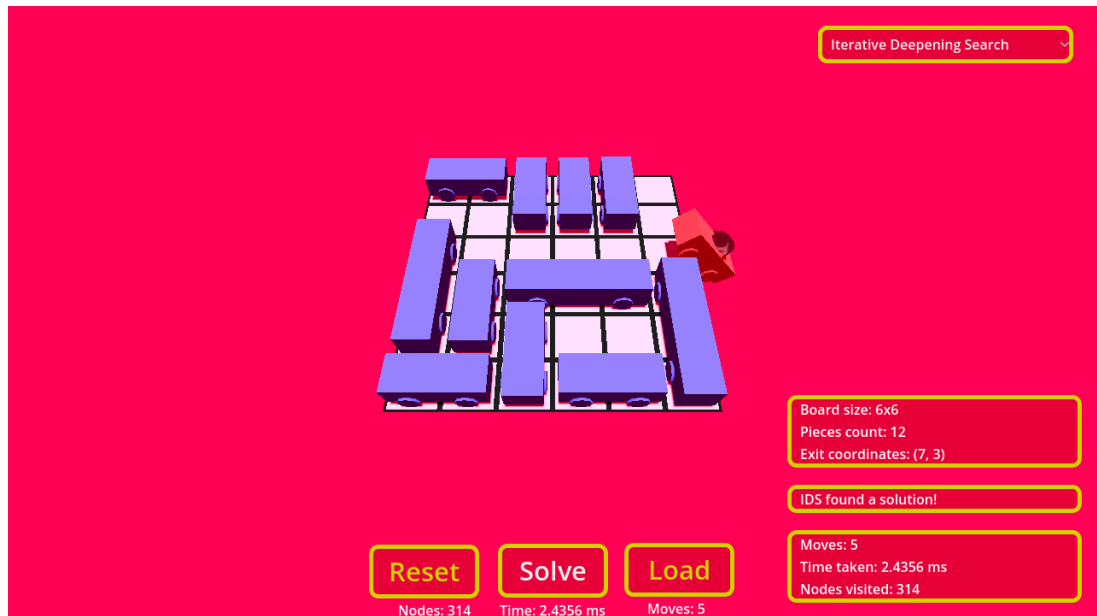 Iterative Deepening Search
Board size: 6x6
Pieces count: 12
Exit coordinates: (7, 3)
IDS found a solution!
Moves: 5
Time taken: 2.4356 ms
Nodes visited: 314
Reset
Solve
Load
Nodes: 314
Time: 2.4356 ms
Moves: 5